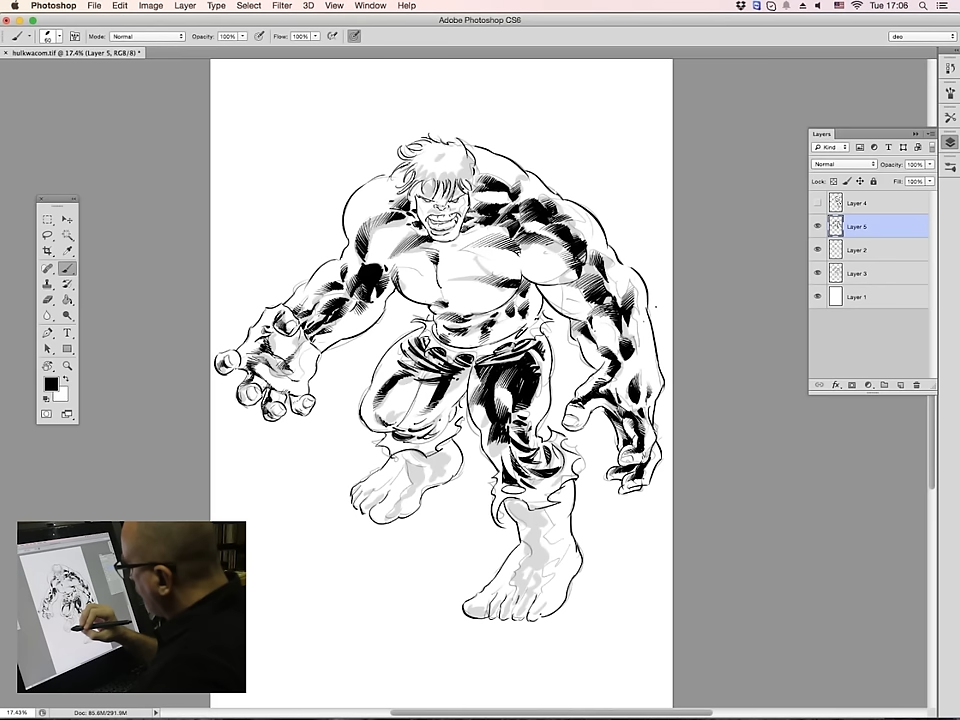 Photoshop File Edit Image Layer Type Select Filter 3D View Window Help Tue 17:06
Adobe Photoshop CS6
60 Mode: Normal Opacity: 100% Flow: 100% deo
× hulkwacom.tif @ 17.4% (Layer 5, RGB/8) *
Layers
Kind
Normal Opacity: 100%
Lock: Fill: 100%
Layer 4
Layer 5
Layer 2
Layer 3
Layer 1
fx
17.43% Doc: 85.6M/291.9M